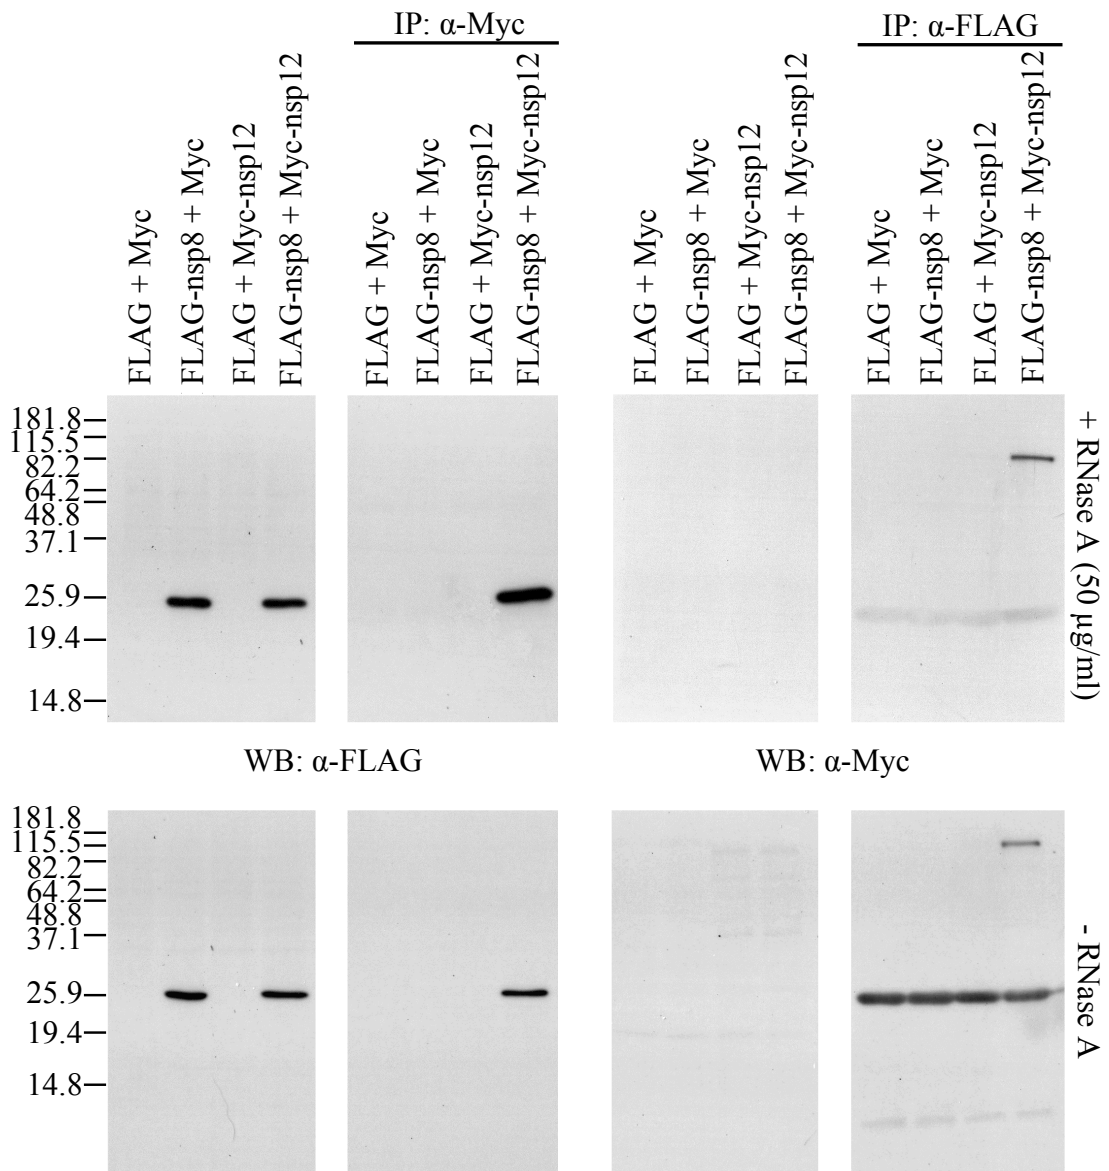 IP: α-Myc
IP: α-FLAG
FLAG + Myc
FLAG-nsp8 + Myc
FLAG + Myc-nsp12
FLAG-nsp8 + Myc-nsp12
FLAG + Myc
FLAG-nsp8 + Myc
FLAG + Myc-nsp12
FLAG-nsp8 + Myc-nsp12
FLAG + Myc
FLAG-nsp8 + Myc
FLAG + Myc-nsp12
FLAG-nsp8 + Myc-nsp12
FLAG + Myc
FLAG-nsp8 + Myc
FLAG + Myc-nsp12
FLAG-nsp8 + Myc-nsp12
181.8
115.5
82.2
64.2
48.8
37.1
25.9
19.4
14.8
+ RNase A (50 µg/ml)
WB: α-FLAG
WB: α-Myc
181.8
115.5
82.2
64.2
48.8
37.1
25.9
19.4
14.8
- RNase A